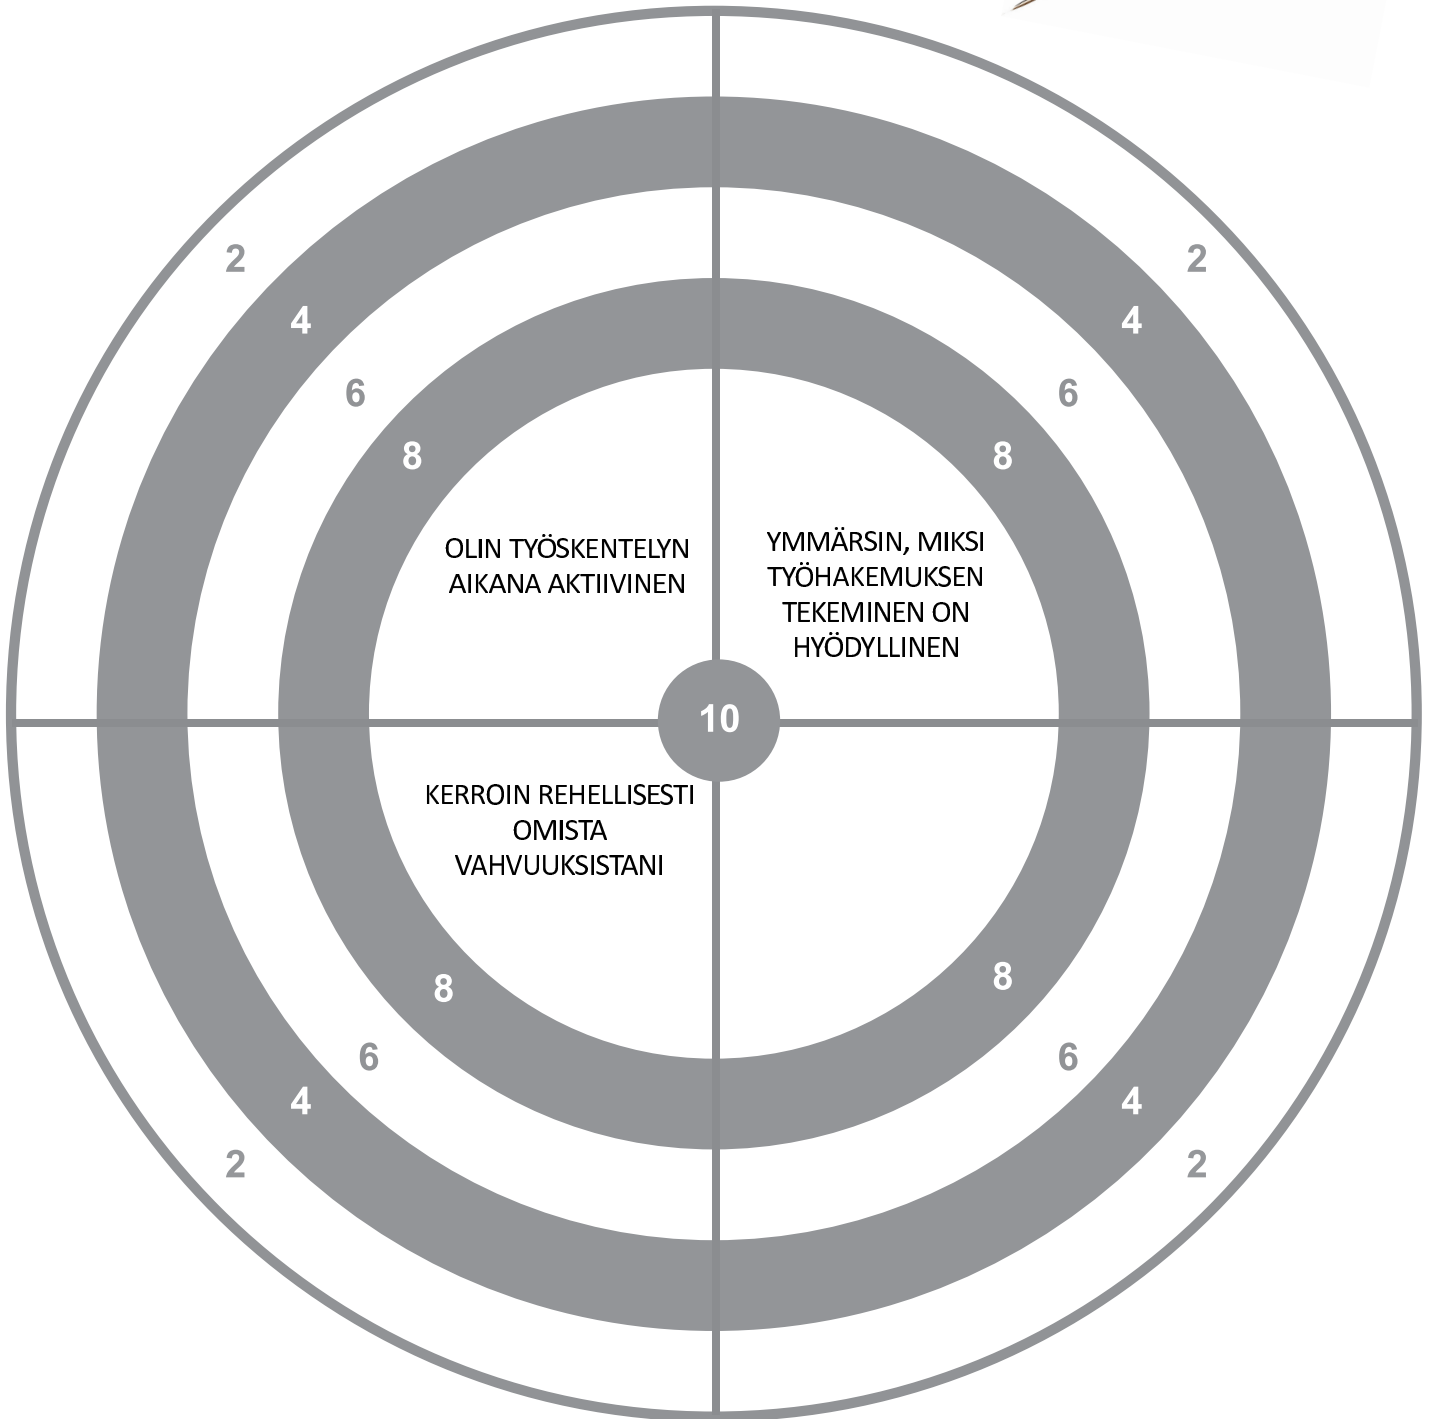 2
2
4
4
6
6
8
8
OLIN TYÖSKENTELYN
AIKANA AKTIIVINEN
YMMÄRSIN, MIKSI
TYÖHAKEMUKSEN
TEKEMINEN ON
HYÖDYLLINEN
10
KERROIN REHELLISESTI
OMISTA
VAHVUUKSISTANI
8
8
6
6
4
4
2
2